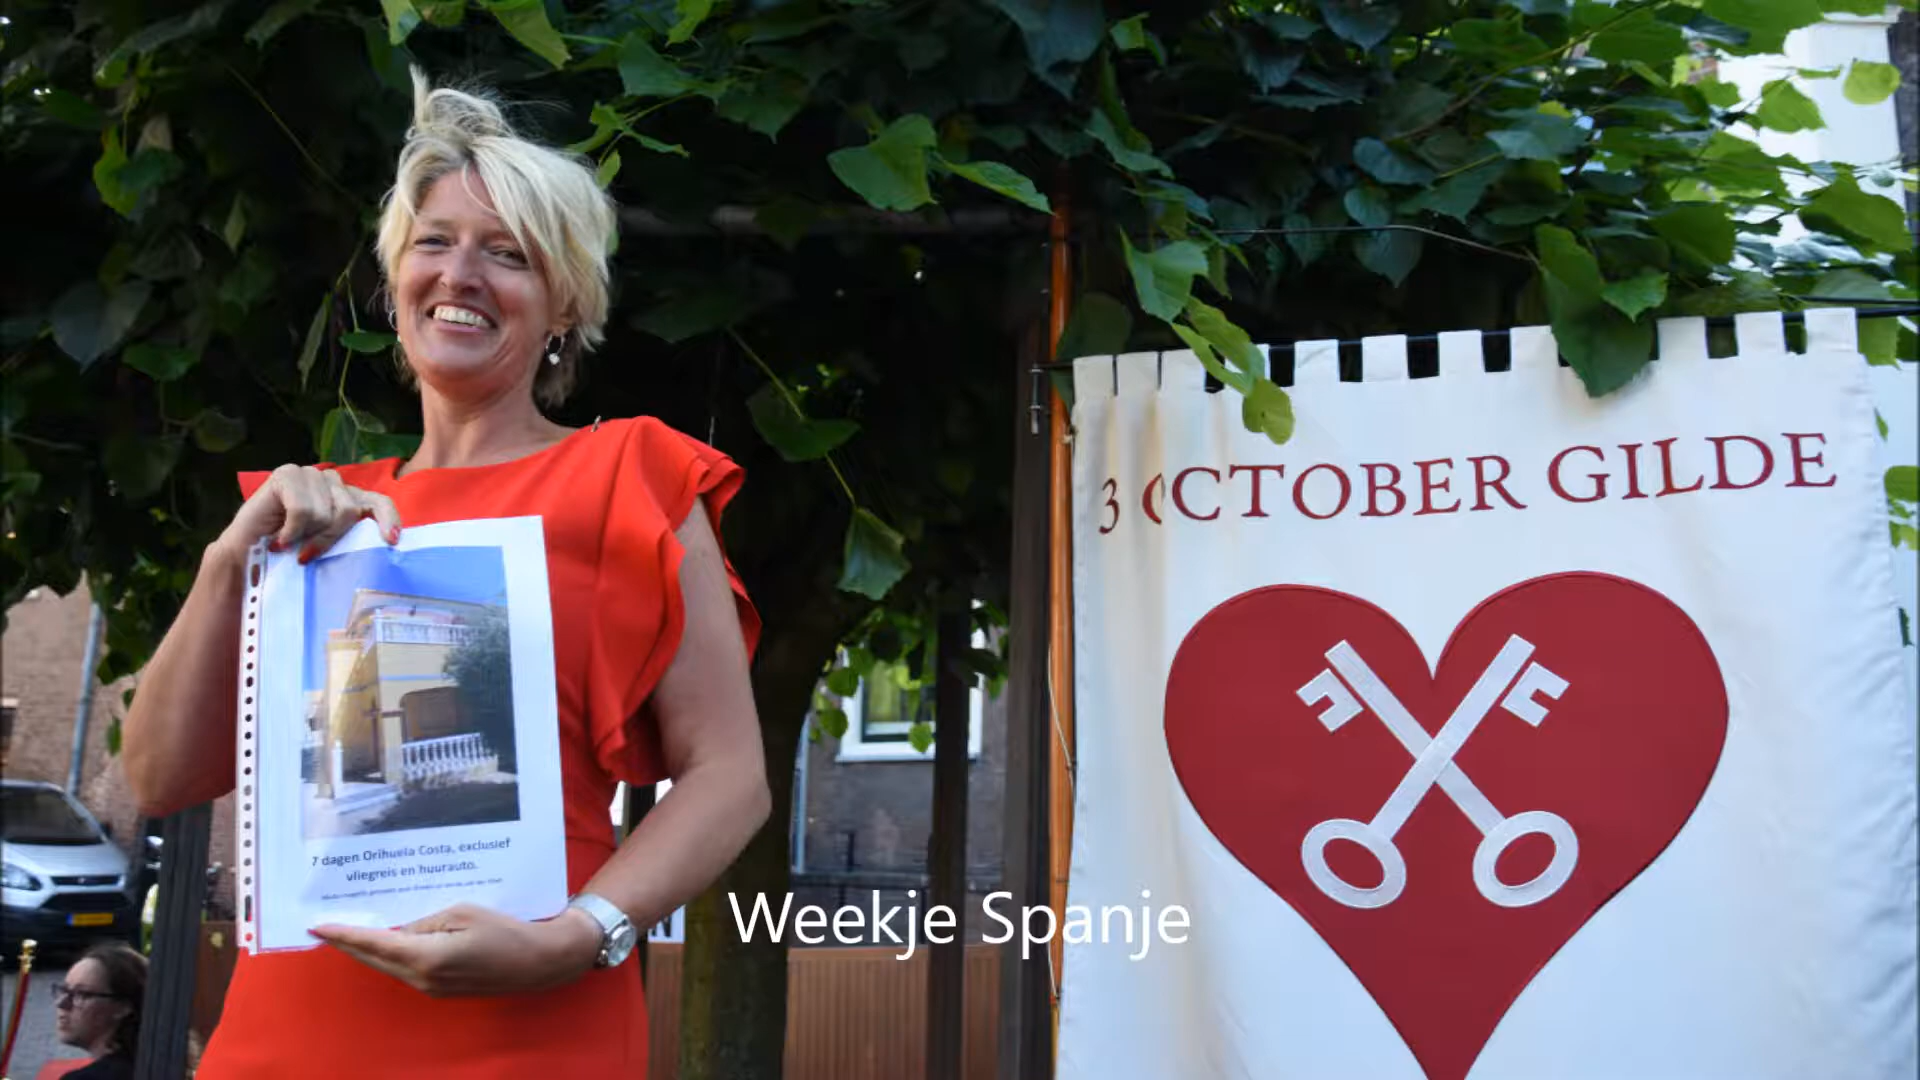 3 OCTOBER GILDE
7 dagen Orihuela Costa, exclusief
vliegreis en huurauto.
Weekje Spanje